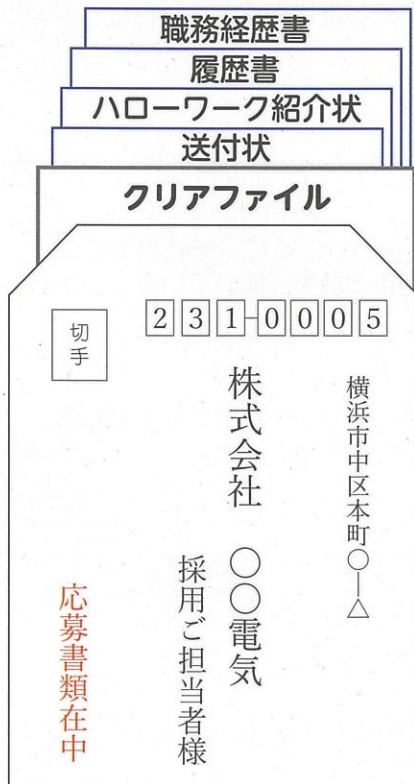 職務経歴書
履歴書
ハローワーク紹介状
送付状
クリアファイル
切手
231-0005
横浜市中区本町○―△
株式会社 ○○電気
採用ご担当者様
応募書類在中